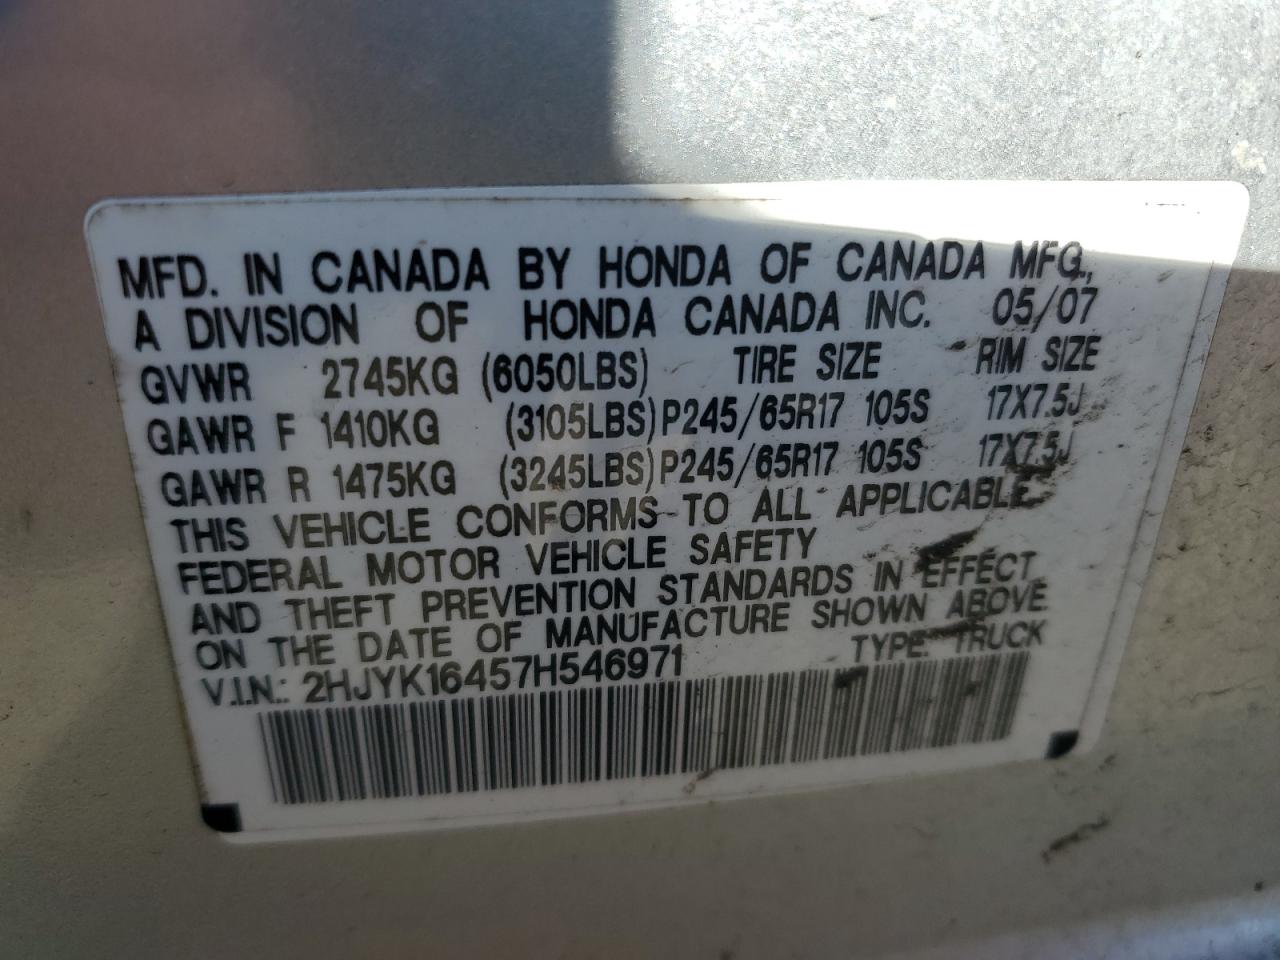 MFD. IN CANADA BY HONDA OF CANADA MFG.,
A DIVISION OF HONDA CANADA INC. 05/07
GVWR 2745KG (6050LBS) TIRE SIZE RIM SIZE
GAWR F 1410KG (3105LBS) P245/65R17 105S 17X7.5J
GAWR R 1475KG (3245LBS) P245/65R17 105S 17X7.5J
THIS VEHICLE CONFORMS TO ALL APPLICABLE
FEDERAL MOTOR VEHICLE SAFETY
AND THEFT PREVENTION STANDARDS IN EFFECT
ON THE DATE OF MANUFACTURE SHOWN ABOVE
V.I.N.: 2HJYK16457H546971 TYPE: TRUCK